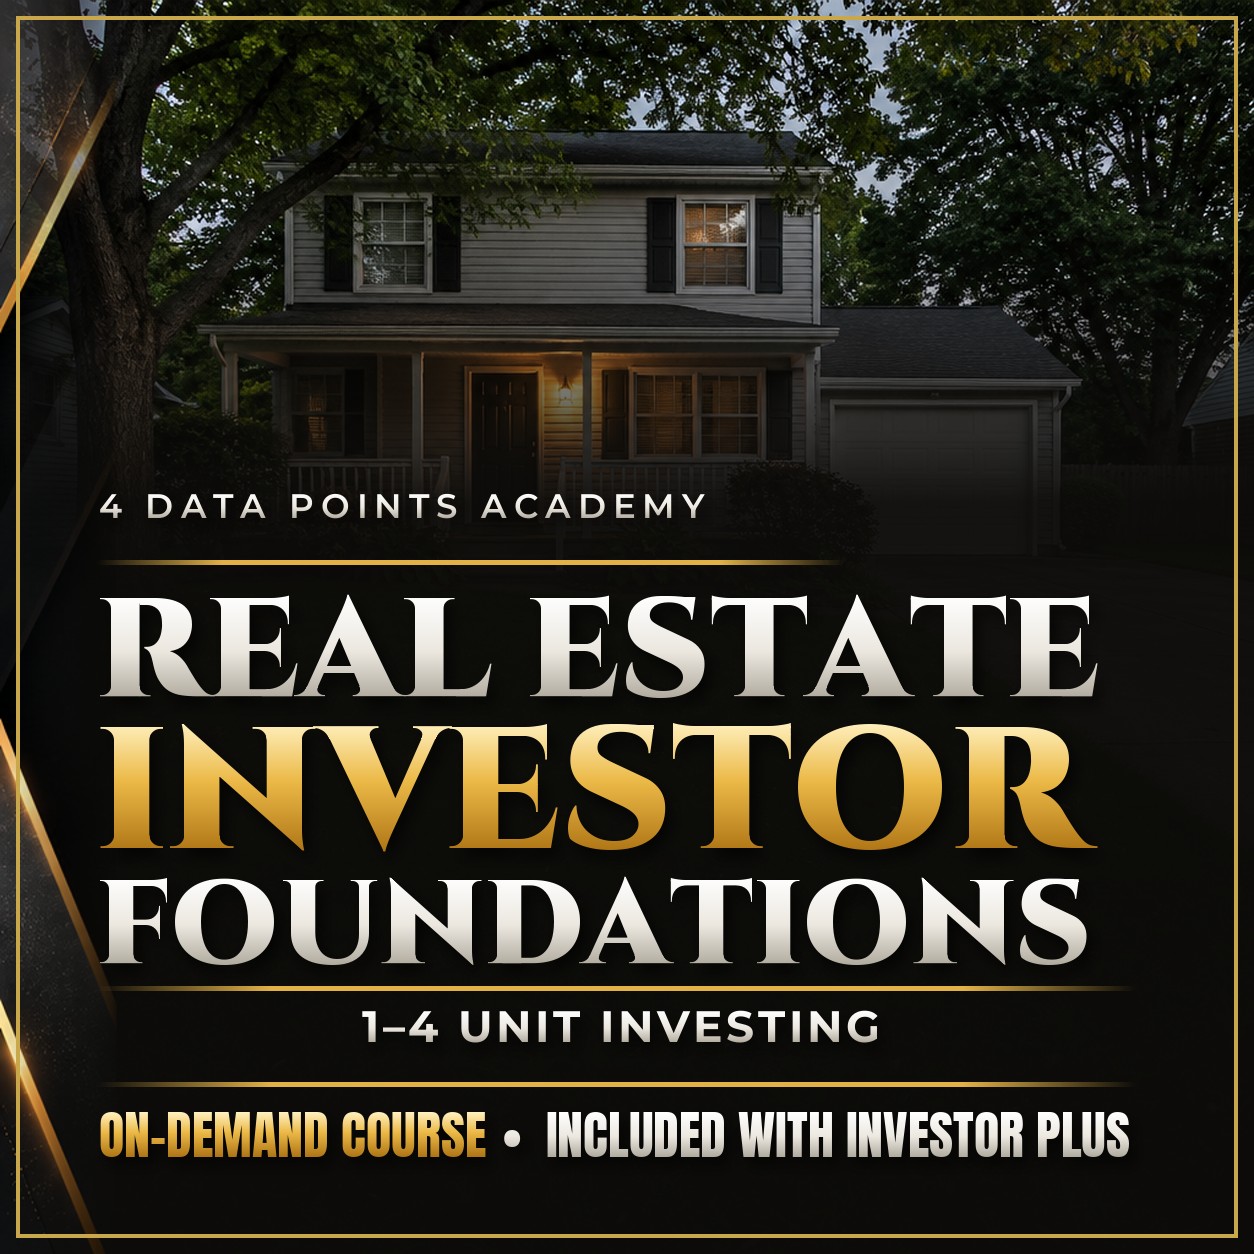 4 DATA POINTS ACADEMY
REAL ESTATE
INVESTOR
FOUNDATIONS
1–4 UNIT INVESTING
ON-DEMAND COURSE • INCLUDED WITH INVESTOR PLUS